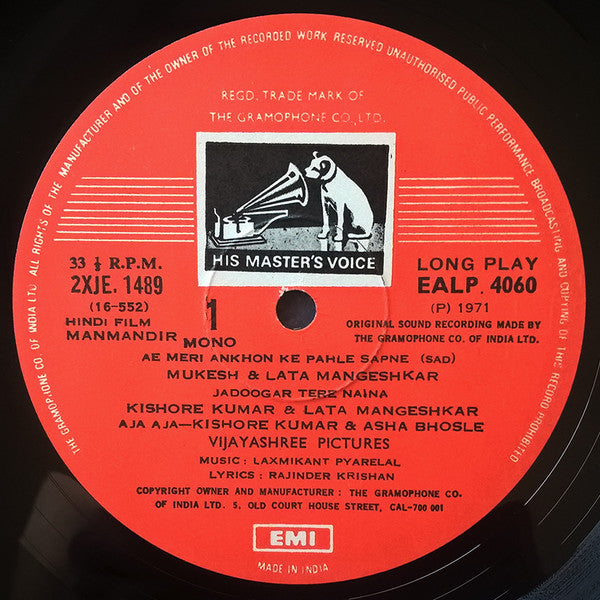 THE GRAMOPHONE CO. OF INDIA LTD. ALL RIGHTS OF THE MANUFACTURER AND OF THE OWNER OF THE RECORDED WORK RESERVED UNAUTHORISED PUBLIC PERFORMANCE BROADCASTING AND COPYING OF THIS RECORD PROHIBITED
REGD. TRADE MARK OF
THE GRAMOPHONE CO., LTD.
HIS MASTER'S VOICE
33 ⅓ R.P.M.
2XJE. 1489
(16-552)
HINDI FILM
MANMANDIR
1
MONO
LONG PLAY
EALP. 4060
(P) 1971
ORIGINAL SOUND RECORDING MADE BY
THE GRAMOPHONE CO. OF INDIA LTD.
AE MERI ANKHON KE PAHLE SAPNE (SAD)
MUKESH & LATA MANGESHKAR
JADOOGAR TERE NAINA
KISHORE KUMAR & LATA MANGESHKAR
AJA AJA—KISHORE KUMAR & ASHA BHOSLE
VIJAYASHREE PICTURES
MUSIC : LAXMIKANT PYARELAL
LYRICS : RAJINDER KRISHAN
COPYRIGHT OWNER AND MANUFACTURER : THE GRAMOPHONE CO.
OF INDIA LTD. 5, OLD COURT HOUSE STREET, CAL-700 001
EMI
MADE IN INDIA